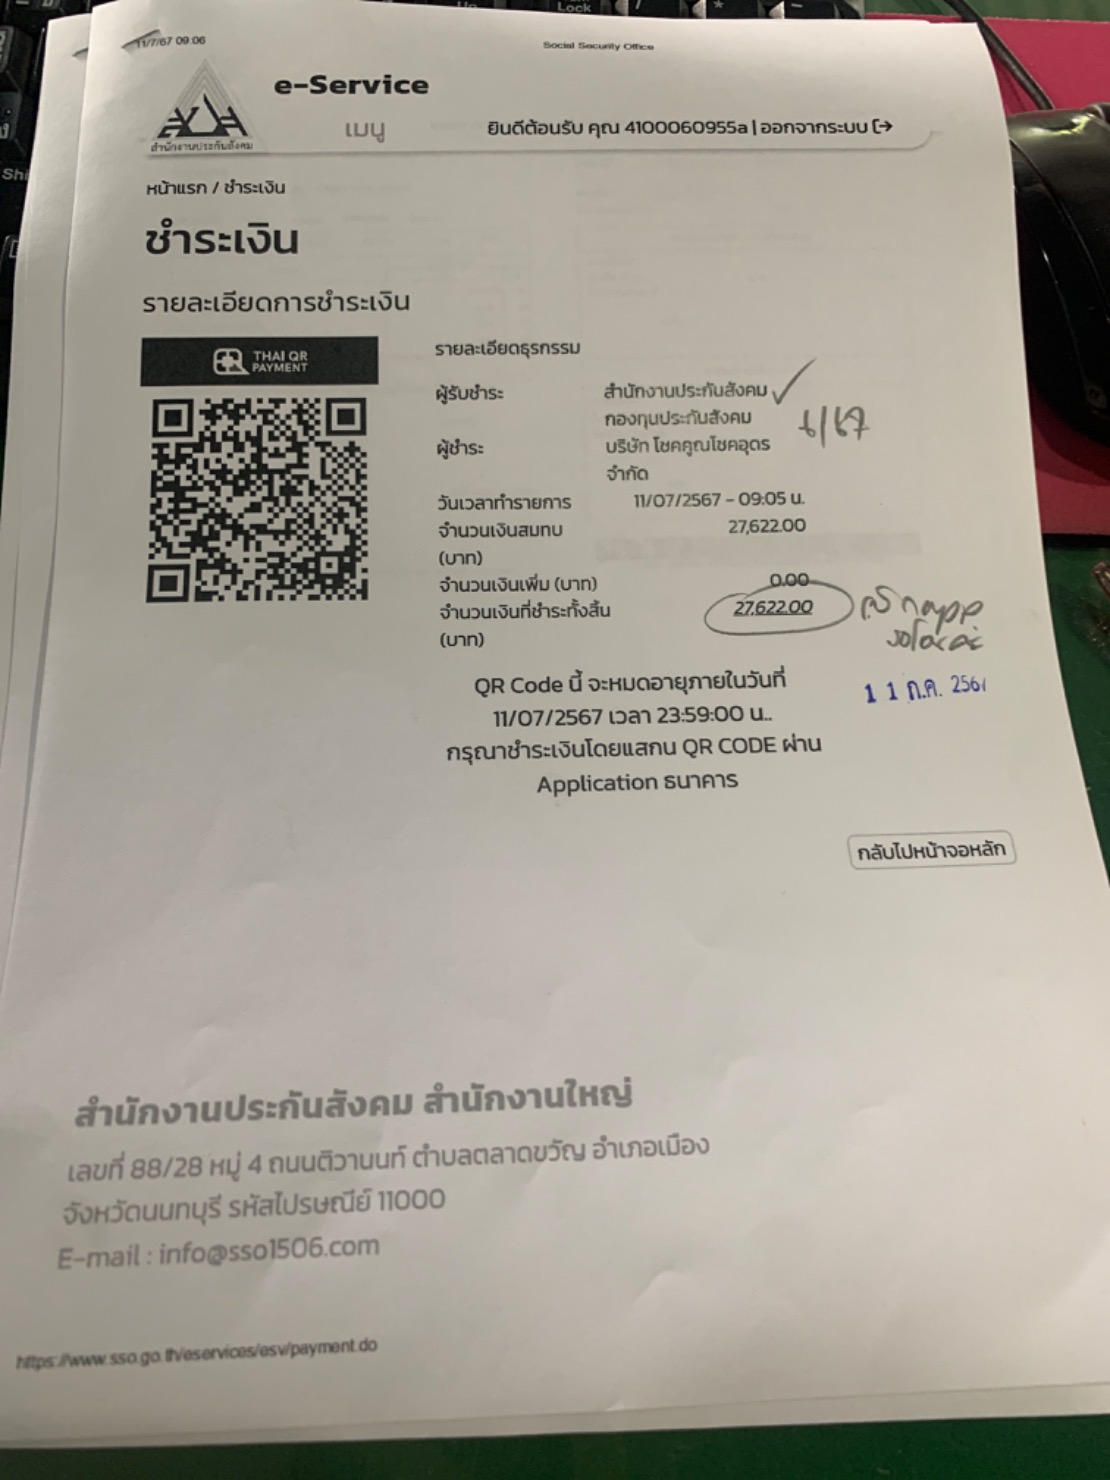 Lock
Shi
11/7/67 09:06
Social Security Office
e-Service
สำนักงานประกันสังคม
เมนู
ยินดีต้อนรับ คุณ 4100060955a | ออกจากระบบ
หน้าแรก / ชำระเงิน
ชำระเงิน
รายละเอียดการชำระเงิน
THAI QR
PAYMENT
รายละเอียดธุรกรรม
ผู้รับชำระ สำนักงานประกันสังคม
กองทุนประกันสังคม
6/67
ผู้ชำระ บริษัท โชคคูณโชคอุดร
จำกัด
วันเวลาทำรายการ 11/07/2567 - 09:05 น.
จำนวนเงินสมทบ 27,622.00
(บาท)
จำนวนเงินเพิ่ม (บาท) 0.00
จำนวนเงินที่ชำระทั้งสิ้น 27,622.00
(บาท)
QR Code นี้ จะหมดอายุภายในวันที่
11 ก.ค. 2567
11/07/2567 เวลา 23:59:00 น..
กรุณาชำระเงินโดยแสกน QR CODE ผ่าน
Application ธนาคาร
กลับไปหน้าจอหลัก
สำนักงานประกันสังคม สำนักงานใหญ่
เลขที่ 88/28 หมู่ 4 ถนนติวานนท์ ตำบลตลาดขวัญ อำเภอเมือง
จังหวัดนนทบุรี รหัสไปรษณีย์ 11000
E-mail : info@sso1506.com
https://www.sso.go.th/eservices/esv/payment.do